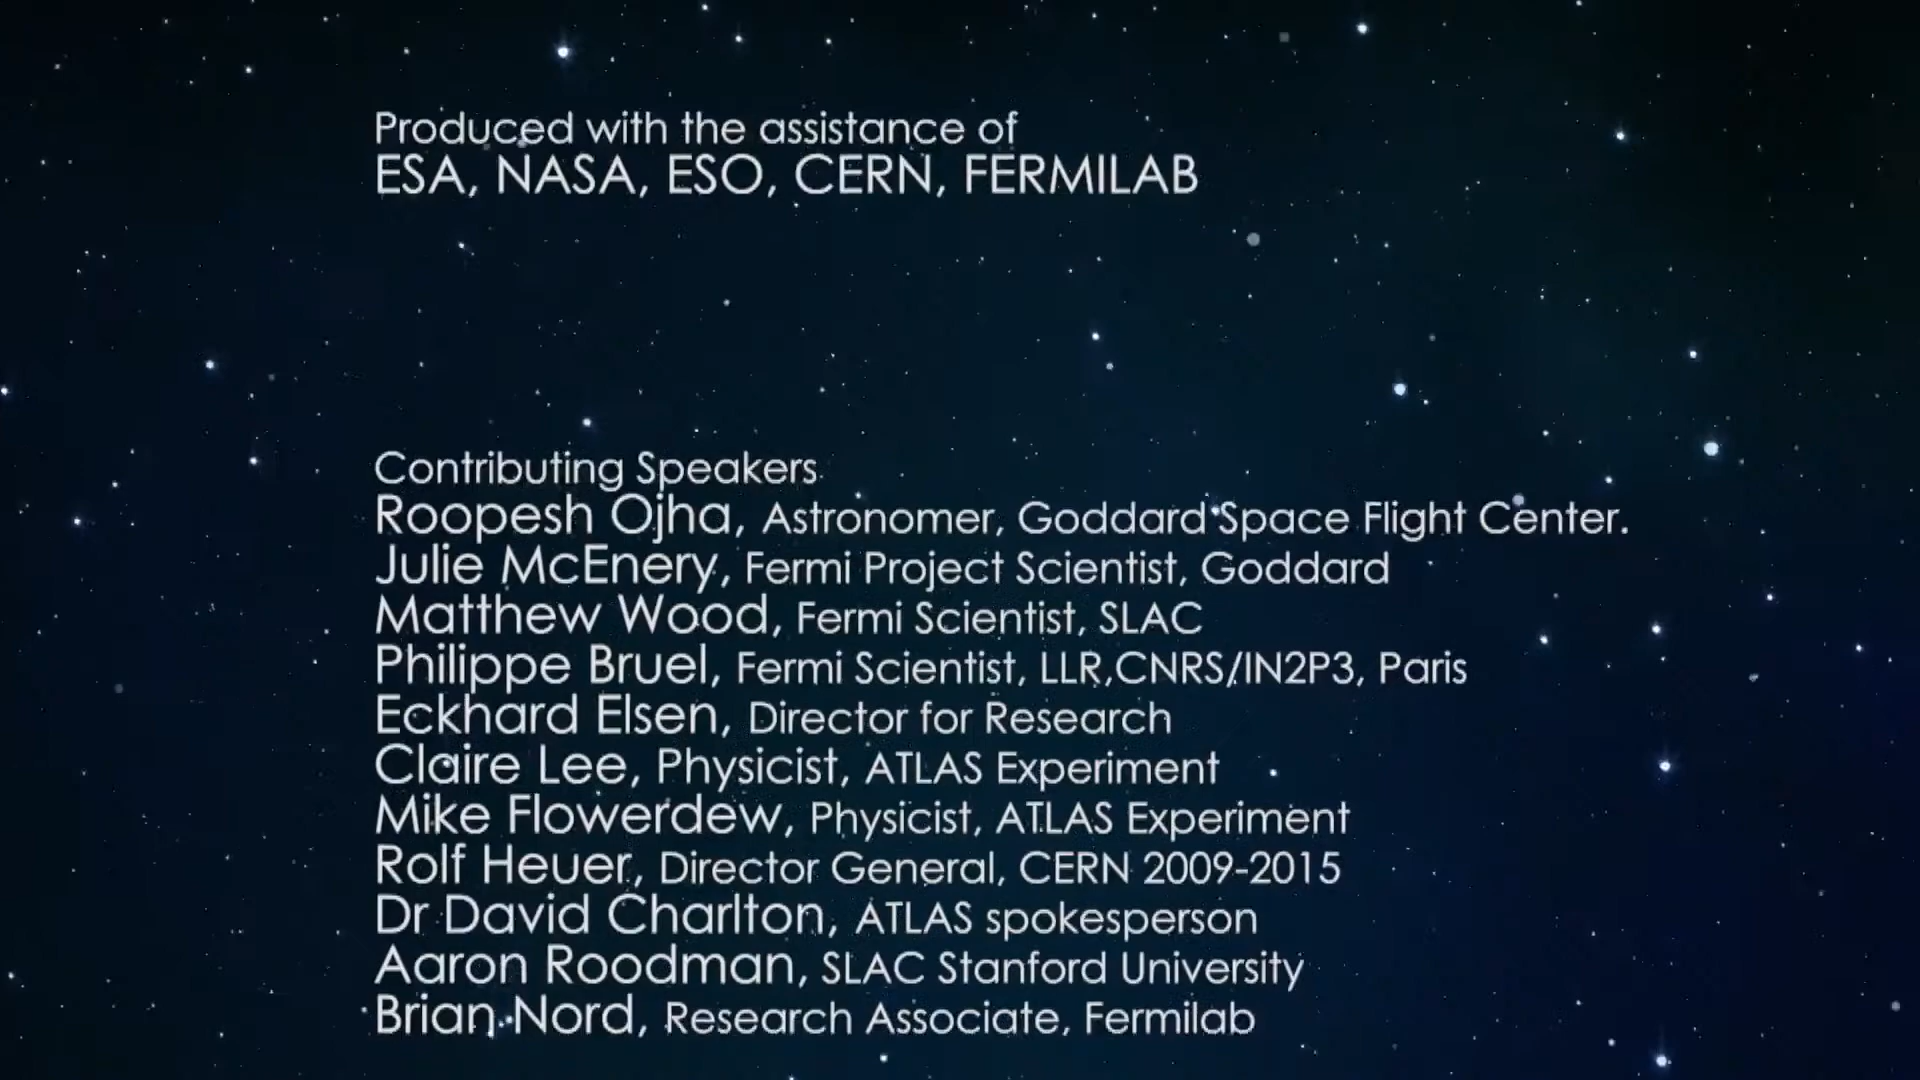 Produced with the assistance of
ESA, NASA, ESO, CERN, FERMILAB
Contributing Speakers
Roopesh Ojha, Astronomer, Goddard Space Flight Center.
Julie McEnery, Fermi Project Scientist, Goddard
Matthew Wood, Fermi Scientist, SLAC
Philippe Bruel, Fermi Scientist, LLR,CNRS/IN2P3, Paris
Eckhard Elsen, Director for Research
Claire Lee, Physicist, ATLAS Experiment
Mike Flowerdew, Physicist, ATLAS Experiment
Rolf Heuer, Director General, CERN 2009-2015
Dr David Charlton, ATLAS spokesperson
Aaron Roodman, SLAC Stanford University
Brian Nord, Research Associate, Fermilab